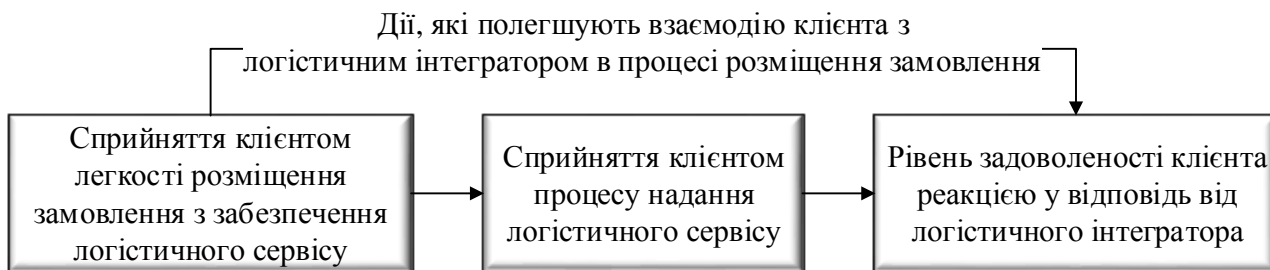 Дії, які полегшують взаємодію клієнта з
логістичним інтегратором в процесі розміщення замовлення
Сприйняття клієнтом
легкості розміщення
замовлення з забезпечення
логістичного сервісу
Сприйняття клієнтом
процесу надання
логістичного сервісу
Рівень задоволеності клієнта
реакцією у відповідь від
логістичного інтегратора